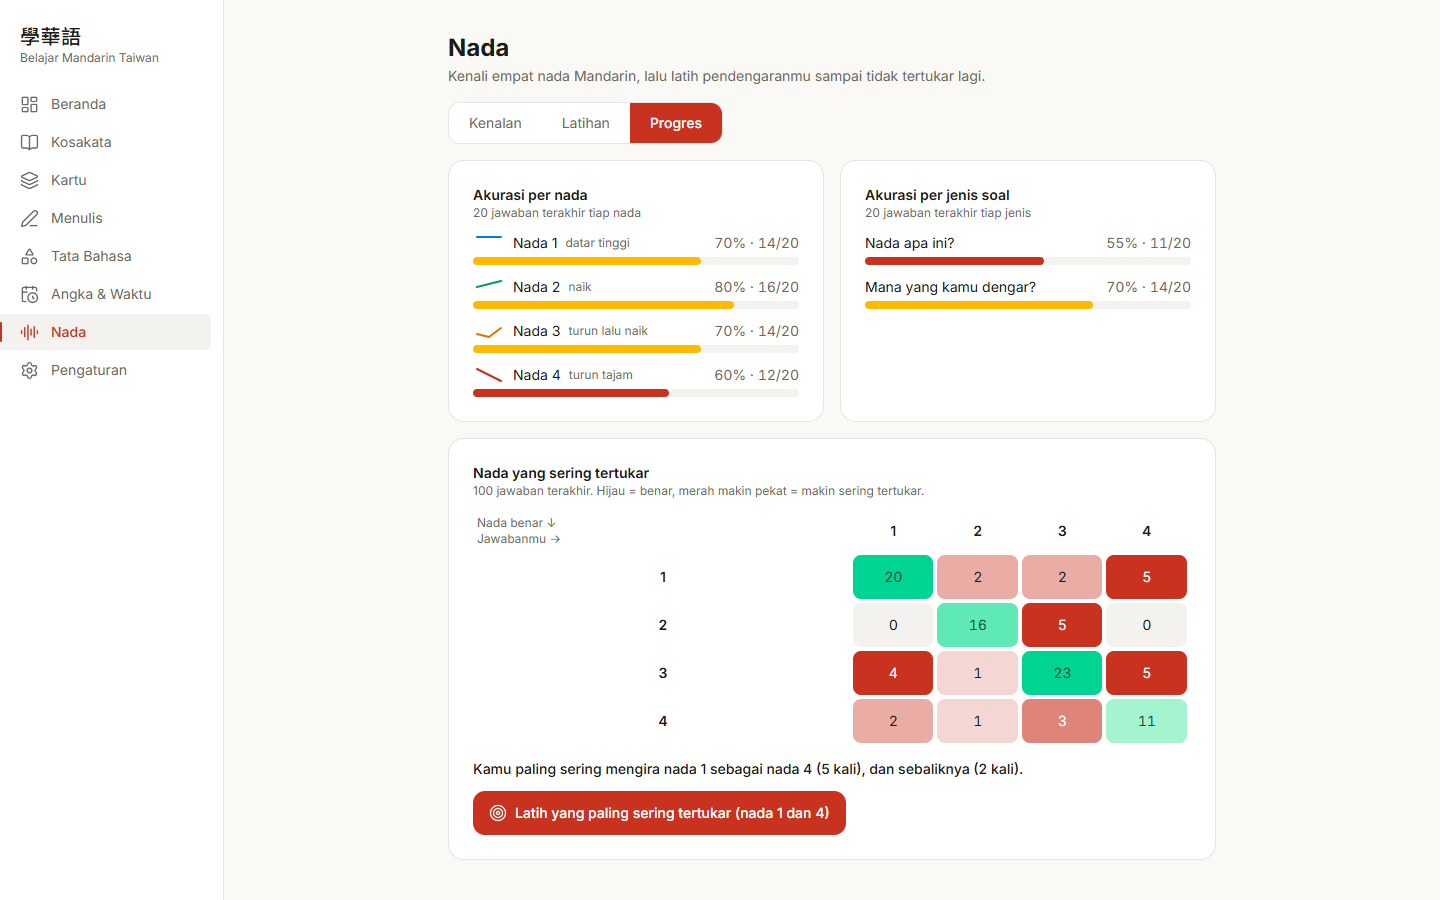 學華語
Belajar Mandarin Taiwan
Beranda
Kosakata
Kartu
Menulis
Tata Bahasa
Angka & Waktu
Nada
Pengaturan
Nada
Kenali empat nada Mandarin, lalu latih pendengaranmu sampai tidak tertukar lagi.
Kenalan Latihan Progres
Akurasi per nada
20 jawaban terakhir tiap nada
Nada 1 datar tinggi 70% · 14/20
Nada 2 naik 80% · 16/20
Nada 3 turun lalu naik 70% · 14/20
Nada 4 turun tajam 60% · 12/20
Akurasi per jenis soal
20 jawaban terakhir tiap jenis
Nada apa ini? 55% · 11/20
Mana yang kamu dengar? 70% · 14/20
Nada yang sering tertukar
100 jawaban terakhir. Hijau = benar, merah makin pekat = makin sering tertukar.
Nada benar ↓
Jawabanmu →
1 2 3 4
1 20 2 2 5
2 0 16 5 0
3 4 1 23 5
4 2 1 3 11
Kamu paling sering mengira nada 1 sebagai nada 4 (5 kali), dan sebaliknya (2 kali).
Latih yang paling sering tertukar (nada 1 dan 4)